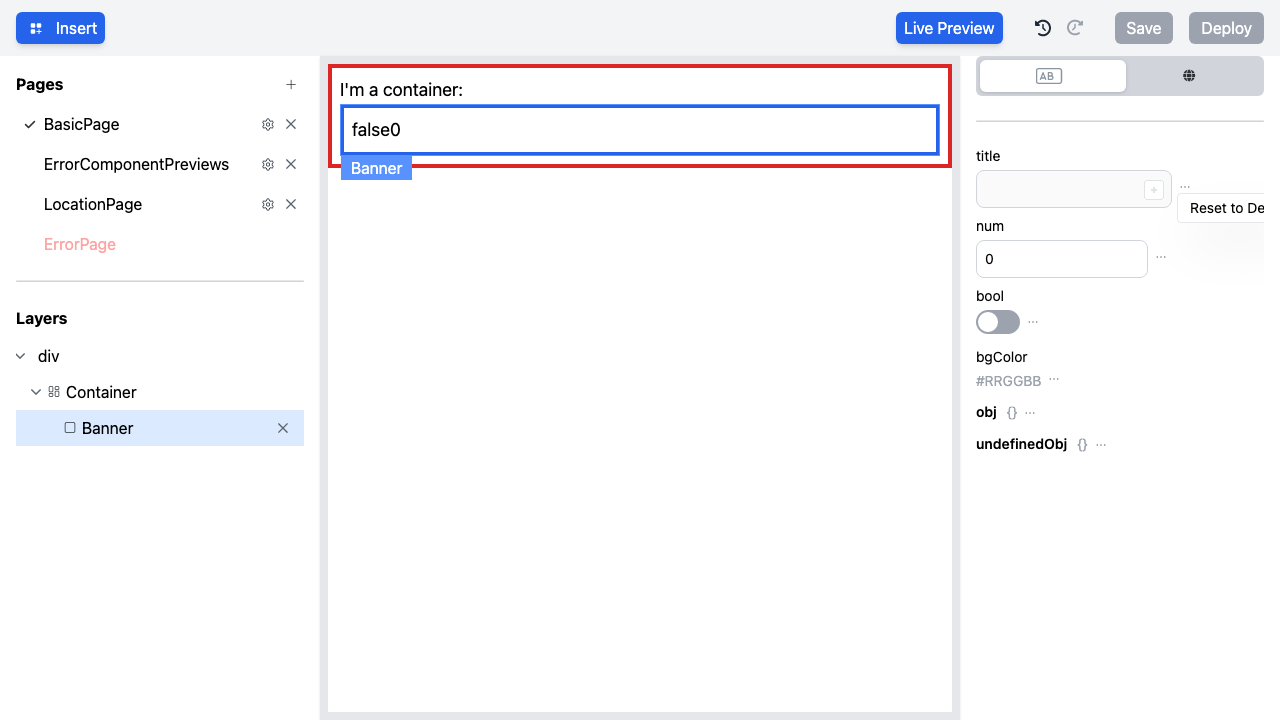 Insert
Live Preview
Save
Deploy
Pages
BasicPage
ErrorComponentPreviews
LocationPage
ErrorPage
Layers
div
Container
Banner
I'm a container:
false0
Banner
AB
title
Reset to De
num
0
bool
bgColor
#RRGGBB
obj {}
undefinedObj {}